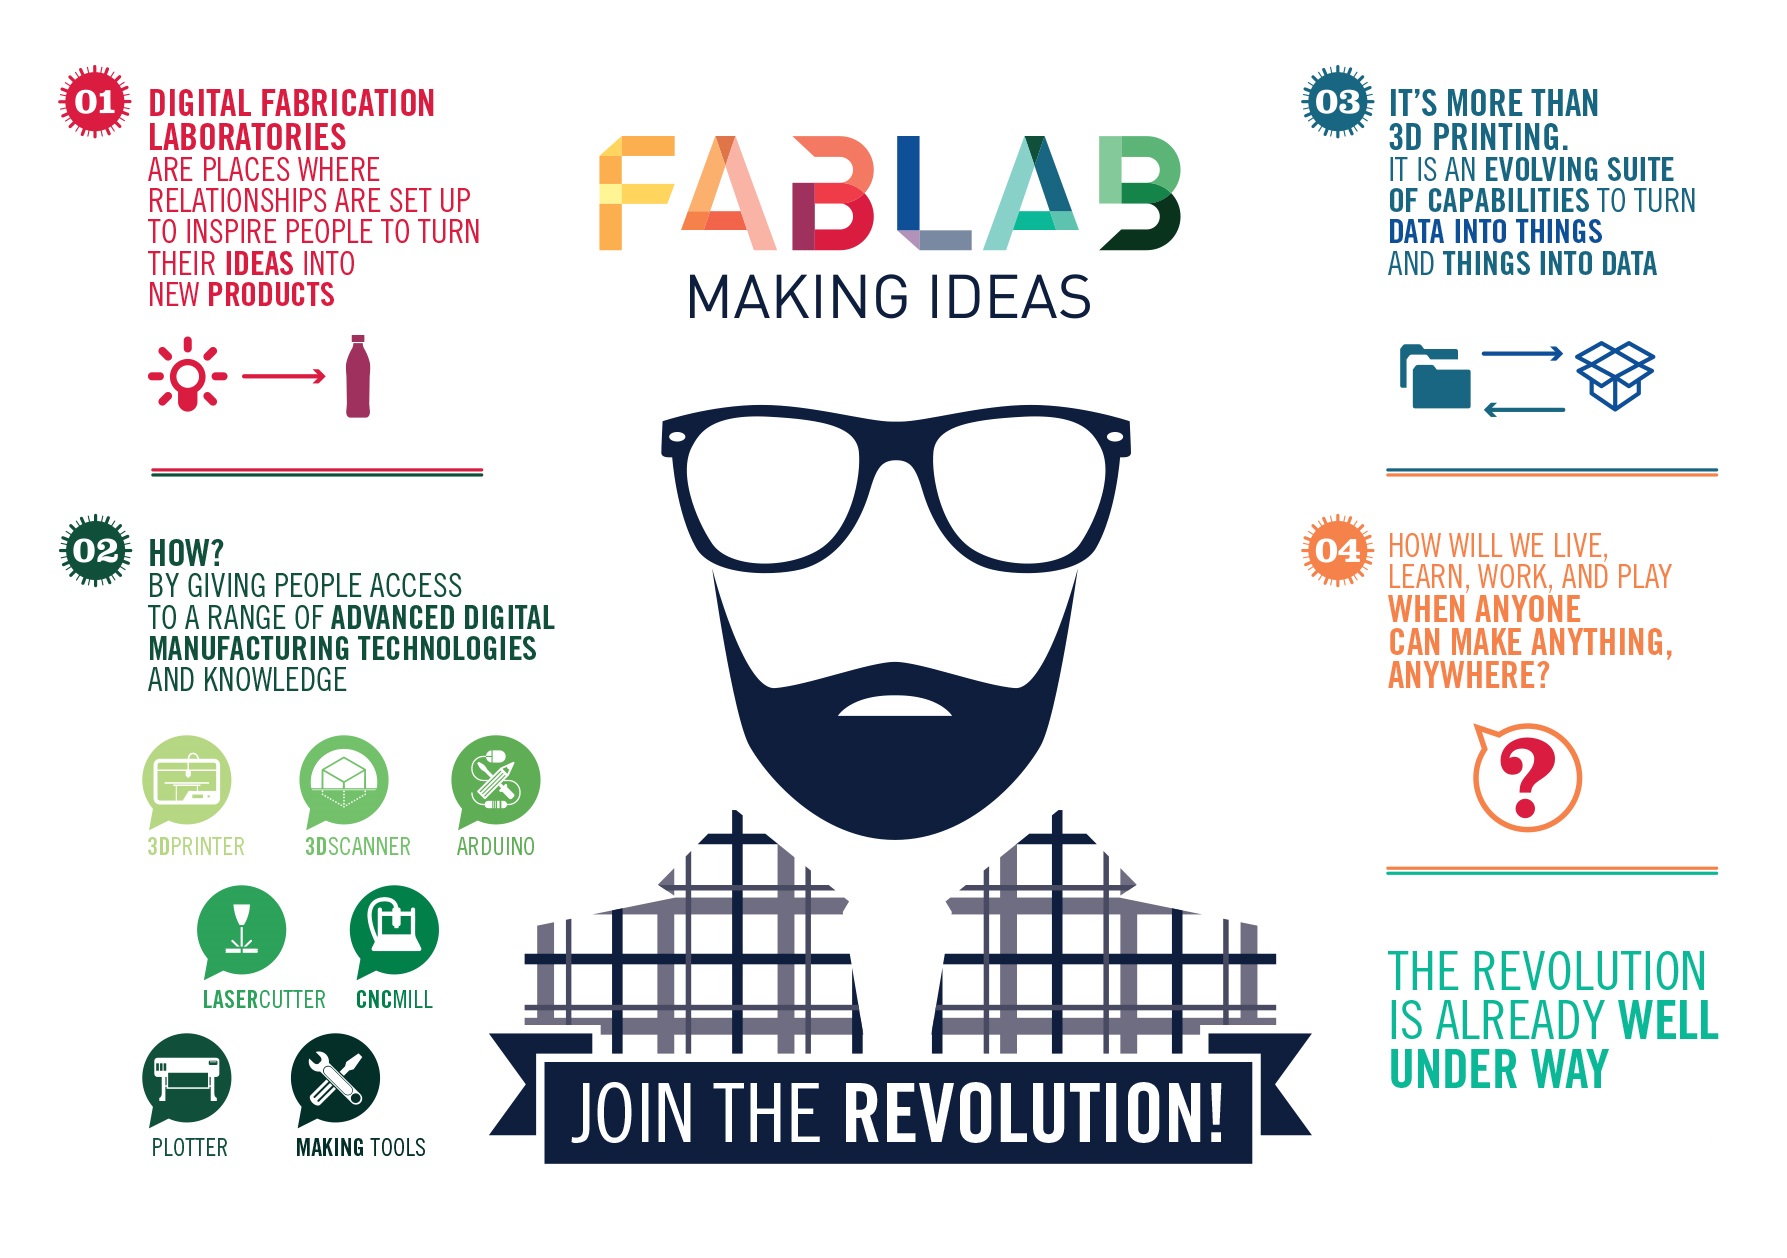 FABLAB
MAKING IDEAS
01
DIGITAL FABRICATION
LABORATORIES
ARE PLACES WHERE
RELATIONSHIPS ARE SET UP
TO INSPIRE PEOPLE TO TURN
THEIR IDEAS INTO
NEW PRODUCTS
02
HOW?
BY GIVING PEOPLE ACCESS
TO A RANGE OF ADVANCED DIGITAL
MANUFACTURING TECHNOLOGIES
AND KNOWLEDGE
3DPRINTER
3DSCANNER
ARDUINO
LASERCUTTER
CNCMILL
PLOTTER
MAKING TOOLS
03
IT'S MORE THAN
3D PRINTING.
IT IS AN EVOLVING SUITE
OF CAPABILITIES TO TURN
DATA INTO THINGS
AND THINGS INTO DATA
04
HOW WILL WE LIVE,
LEARN, WORK, AND PLAY
WHEN ANYONE
CAN MAKE ANYTHING,
ANYWHERE?
?
THE REVOLUTION
IS ALREADY WELL
UNDER WAY
JOIN THE REVOLUTION!